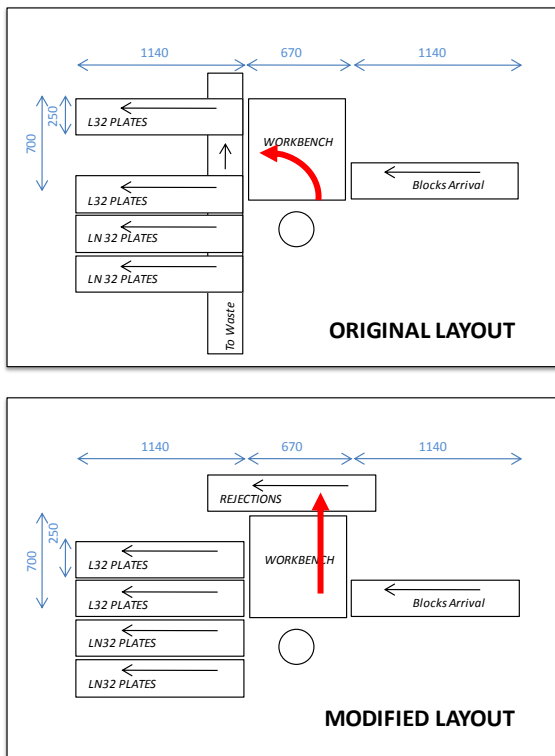 1140 670 1140
700
250
L32 PLATES
WORKBENCH
L32 PLATES
Blocks Arrival
LN 32 PLATES
LN 32 PLATES
To Waste
ORIGINAL LAYOUT
1140 670 1140
REJECTIONS
700
250
L32 PLATES
WORKBENCH
L32 PLATES
Blocks Arrival
LN32 PLATES
LN32 PLATES
MODIFIED LAYOUT